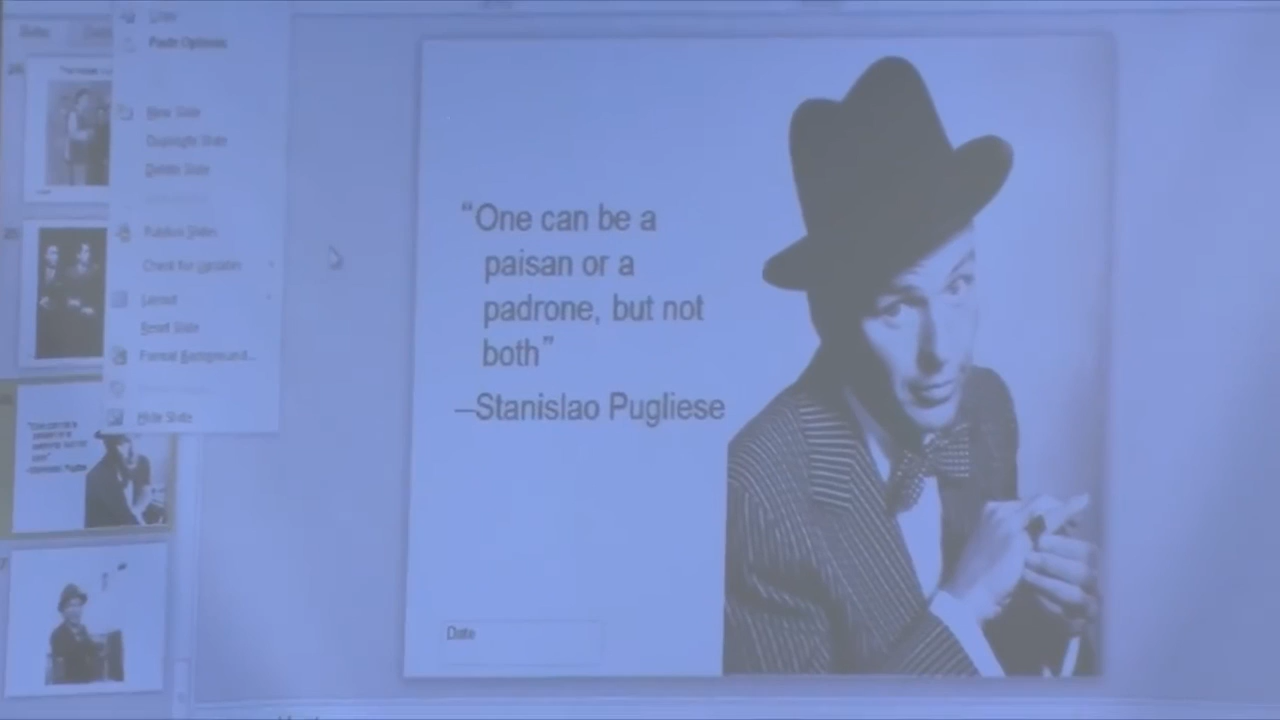 Paste Options
New Slide
Duplicate Slide
Delete Slide
Publish Slides
Check for Updates
Layout
Reset Slide
Format Background...
Hide Slide
“One can be a
paisan or a
padrone, but not
both”
–Stanislao Pugliese
Date